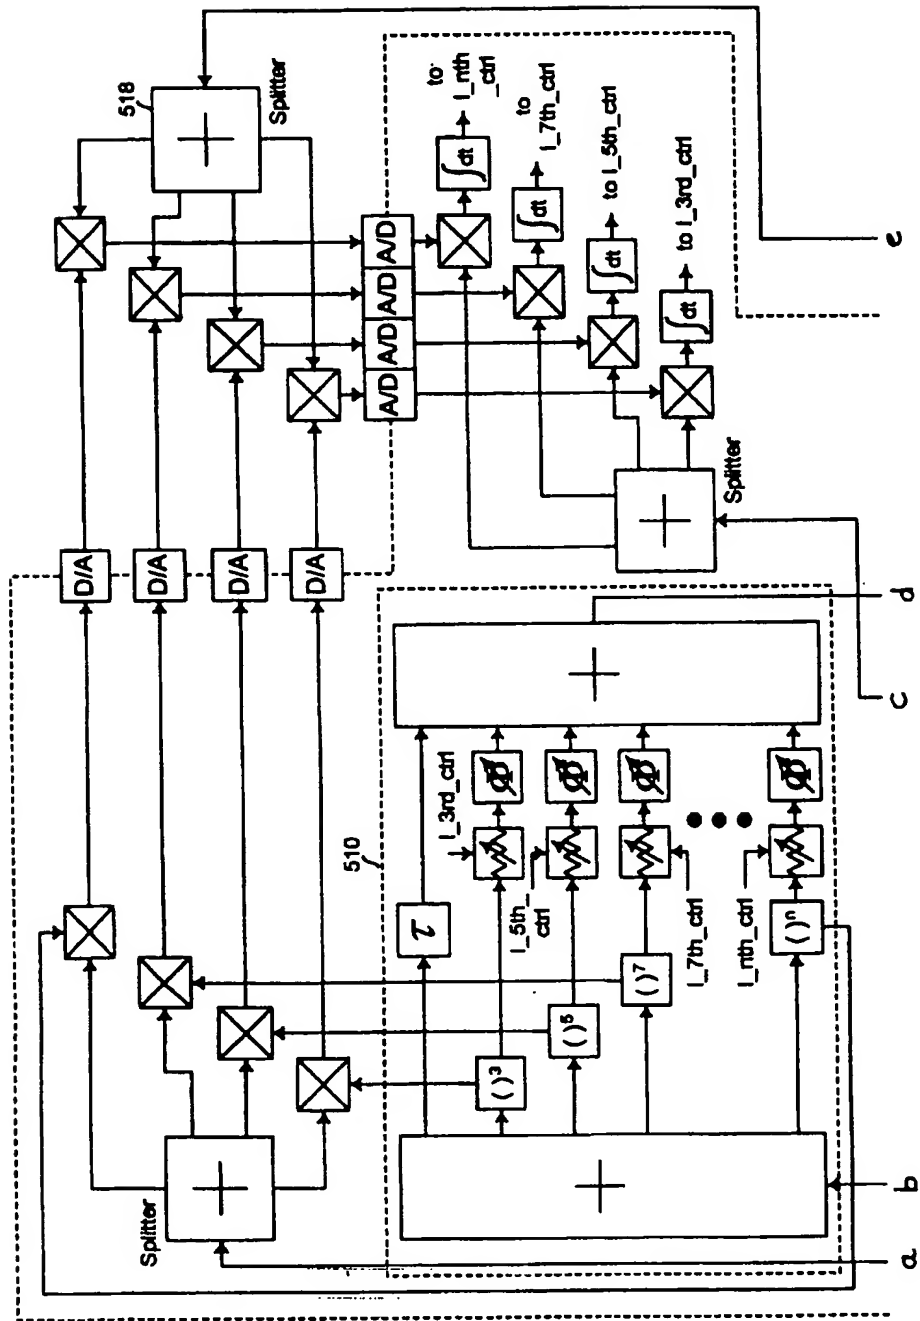 518
Splitter
to
I_nth
_ctrl
to
I_7th_ctrl
to I_5th_ctrl
to I_3rd_ctrl
∫dt
∫dt
∫dt
∫dt
A/D
A/D
A/D
A/D
D/A
D/A
D/A
D/A
Splitter
Splitter
510
τ
I_3rd_ctrl
I_5th_
ctrl
I_7th_ctrl
I_nth_ctrl
Φ
Φ
Φ
Φ
( )³
( )⁵
( )⁷
( )ⁿ
a
b
c
d
e